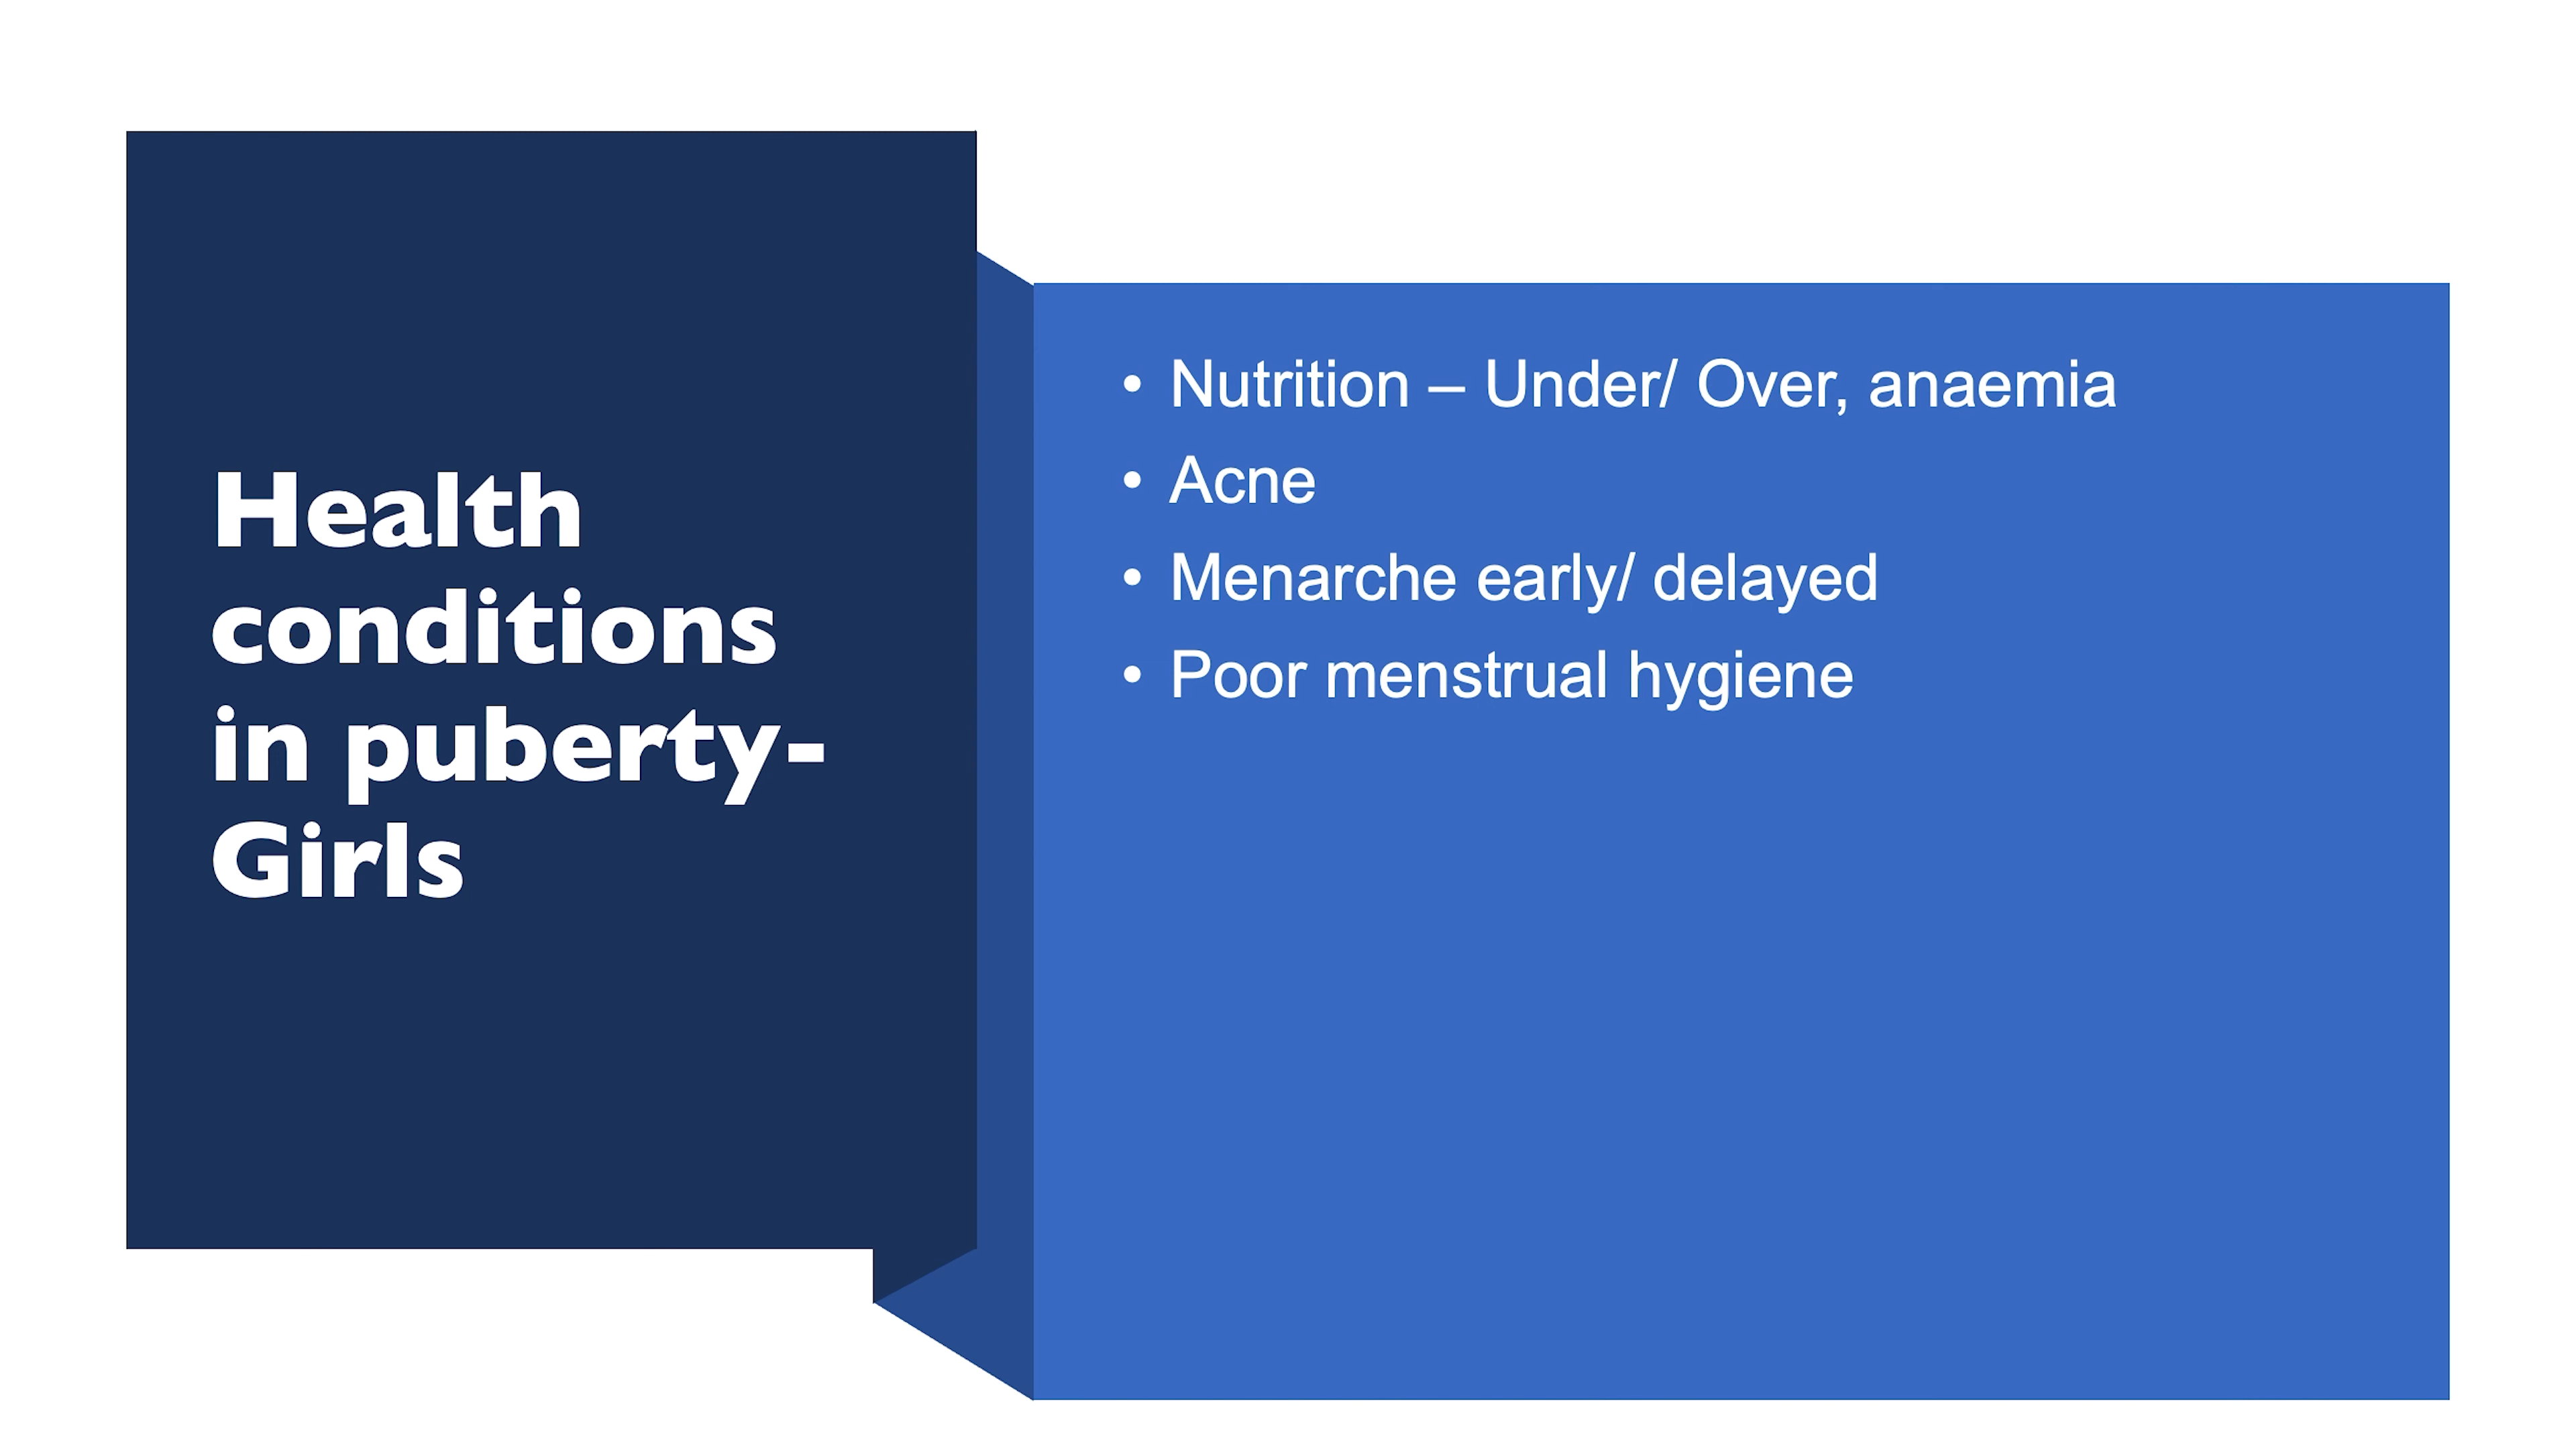 Health
conditions
in puberty-
Girls
• Nutrition – Under/ Over, anaemia
• Acne
• Menarche early/ delayed
• Poor menstrual hygiene